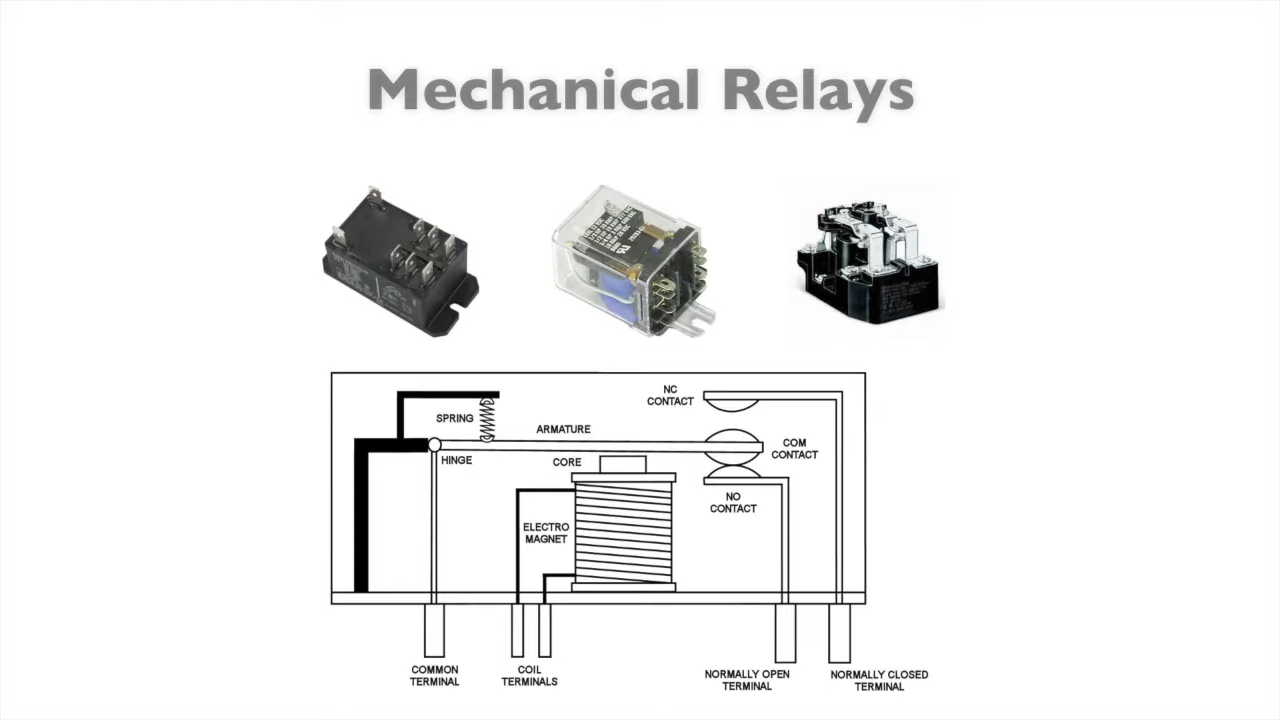 Mechanical Relays
NC
CONTACT
SPRING
ARMATURE
COM
CONTACT
HINGE
CORE
NO
CONTACT
ELECTRO
MAGNET
COMMON
TERMINAL
COIL
TERMINALS
NORMALLY OPEN
TERMINAL
NORMALLY CLOSED
TERMINAL